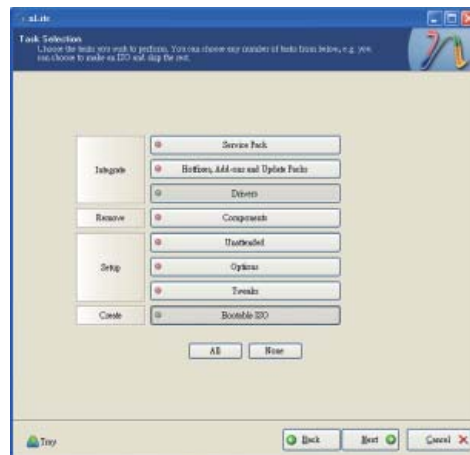 nLite
Task Selection
Choose the tasks you wish to perform. You can choose any number of tasks from below, e.g. you
can choose to make an ISO and skip the rest.
Integrate
Service Pack
Hotfixes, Add-ons and Update Packs
Drivers
Remove
Components
Setup
Unattended
Options
Tweaks
Create
Bootable ISO
All
None
Tray
Back
Next
Cancel